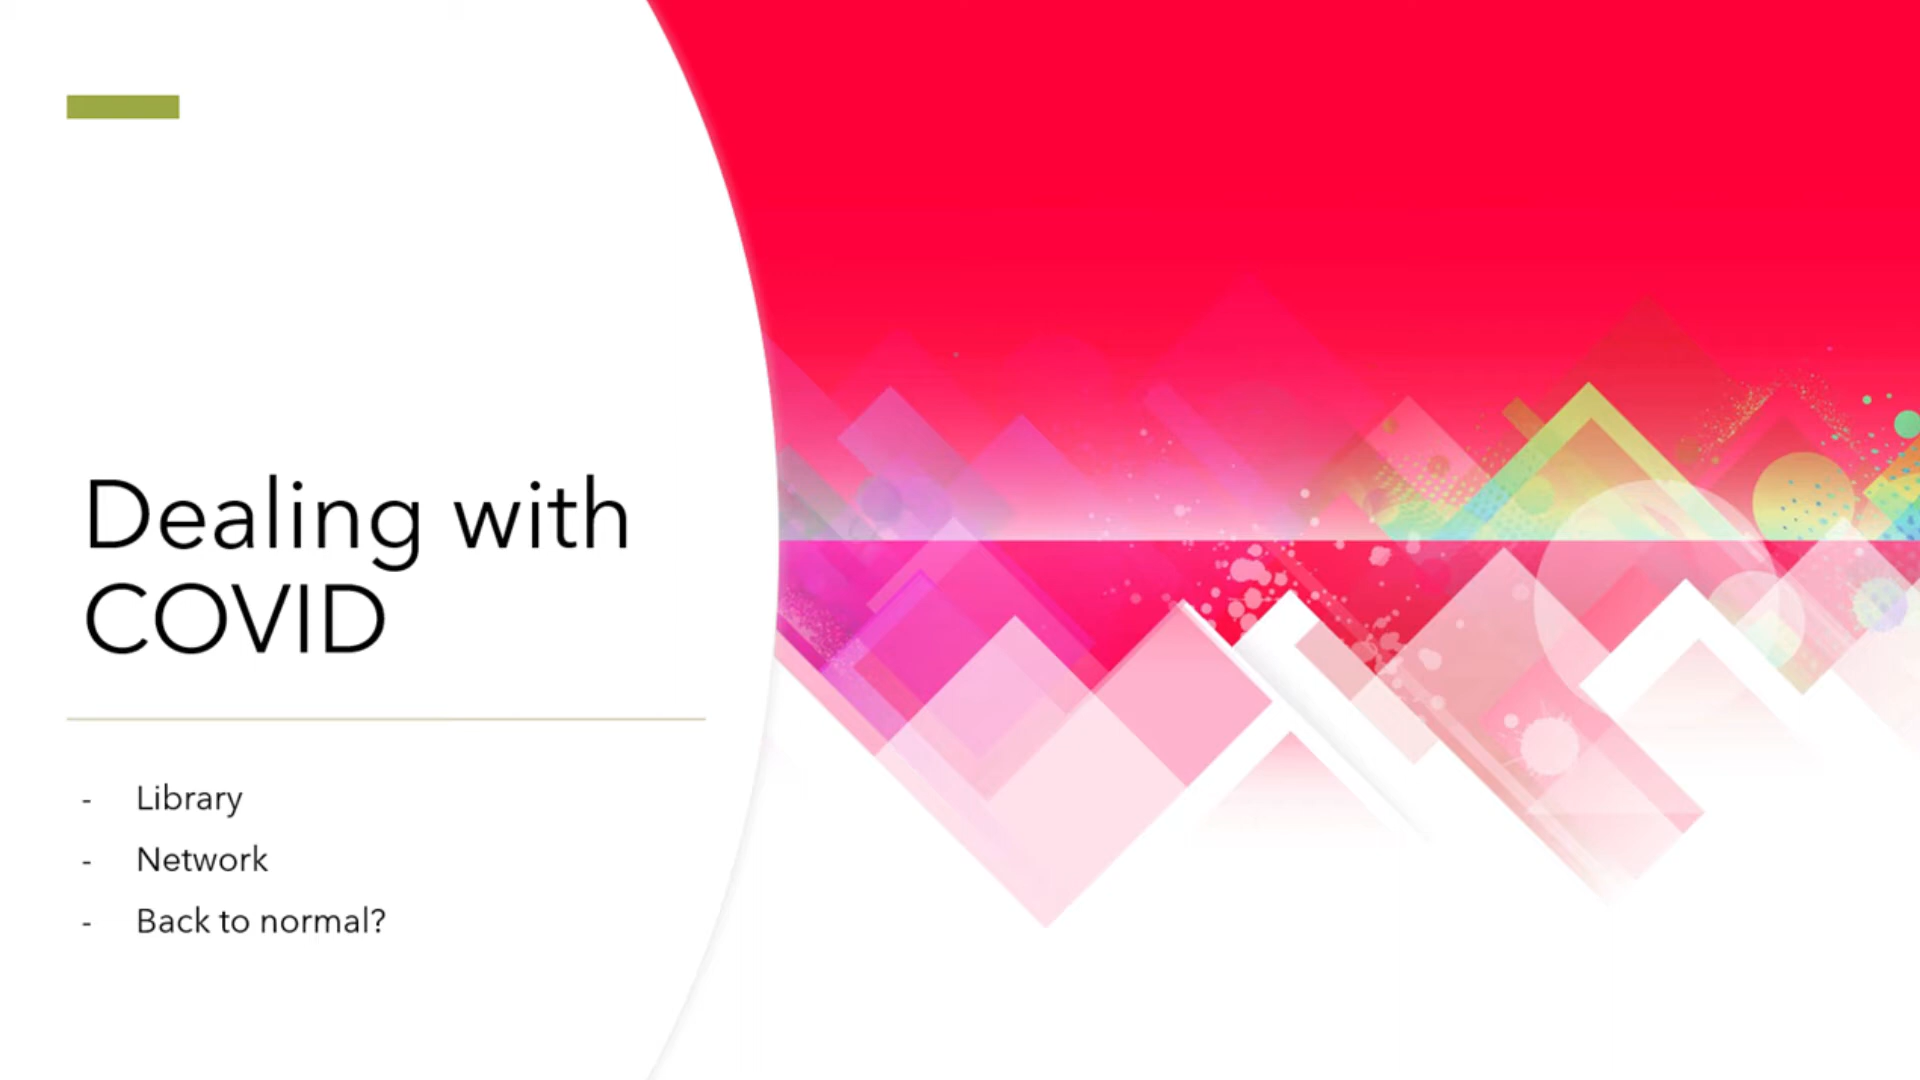 Dealing with
COVID
- Library
- Network
- Back to normal?